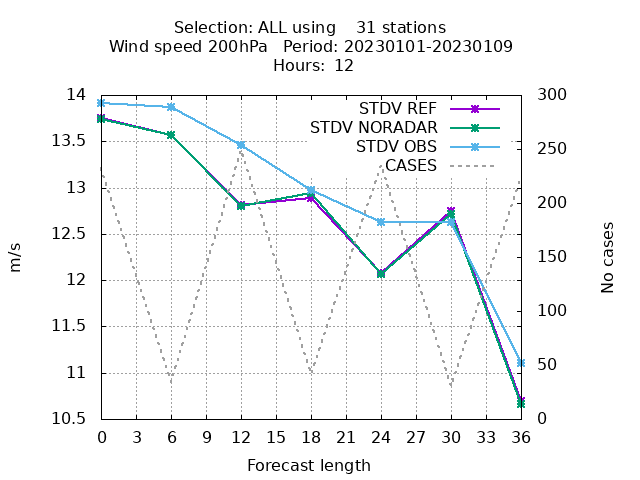 Selection: ALL using    31 stations
Wind speed 200hPa   Period: 20230101-20230109
Hours:  12
14
13.5
13
12.5
12
11.5
11
10.5
m/s
STDV REF
STDV NORADAR
STDV OBS
CASES
300
250
200
150
100
50
0
No cases
0 3 6 9 12 15 18 21 24 27 30 33 36
Forecast length